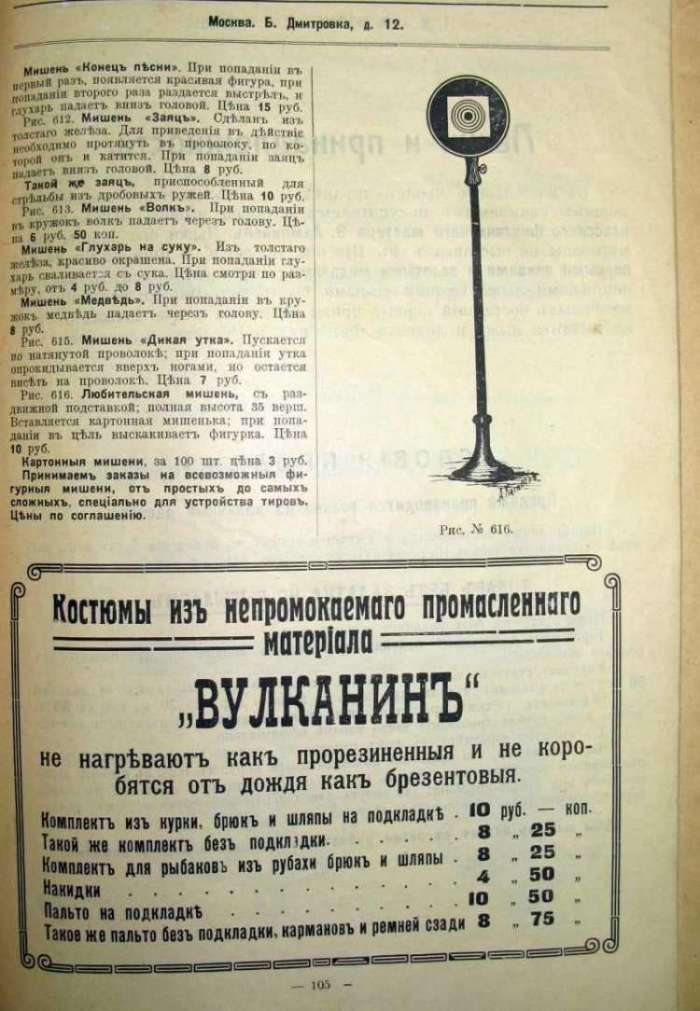 Москва. Б. Дмитровка, д. 12.
Мишень «Конецъ пѣсни». При попаданіи въ
первый разъ, появляется красивая фигура, при
попаданіи второго раза раздается выстрѣлъ, и
глухарь падаетъ внизъ головой. Цѣна 15 руб.
Рис. 612. Мишень «Заяцъ». Сдѣланъ изъ
толстаго желѣза. Для приведенія въ дѣйствіе
необходимо протянуть въ проволоку, по ко-
торой онъ и катится. При попаданіи заяцъ
падаетъ внизъ головой. Цѣна 8 руб.
Такой же заяцъ, приспособленный для
стрѣльбы изъ дробовыхъ ружей. Цѣна 10 руб.
Рис. 613. Мишень «Волкъ». При попаданіи
въ кружокъ волкъ падаетъ черезъ голову. Цѣ-
на 6 руб. 50 коп.
Мишень «Глухарь на суку». Изъ толстаго
желѣза, красиво окрашена. При попаданіи глу-
харь сваливается съ сука. Цѣна смотря по раз-
мѣру, отъ 4 руб. до 8 руб.
Мишень «Медвѣдь». При попаданіи въ кру-
жокъ медвѣдь падаетъ черезъ голову. Цѣна
8 руб.
Рис. 615. Мишень «Дикая утка». Пускается
по натянутой проволокѣ; при попаданіи утка
опрокидывается вверхъ ногами, но остается
висѣть на проволокѣ. Цѣна 7 руб.
Рис. 616. Любительская мишень, съ раз-
движной подставкой; полная высота 35 верш.
Вставляется картонная мишенька; при попа-
даніи въ цѣль выскакиваетъ фигурка. Цѣна
10 руб.
Картонныя мишени, за 100 шт. цѣна 3 руб.
Принимаемъ заказы на всевозможныя фи-
гурныя мишени, отъ простыхъ до самыхъ
сложныхъ, спеціально для устройства тировъ.
Цѣны по соглашенію.
Рис, № 616.
Костюмы изъ непромокаемаго промасленнаго
матеріала
„ВУЛКАНИНЪ“
не нагрѣваютъ какъ прорезиненныя и не коро-
бятся отъ дождя какъ брезентовыя.
Комплектъ изъ курки, брюкъ и шляпы на подкладкѣ . 10 руб. — коп.
Такой же комплектъ безъ подкладки. . . . . . . 8 „ 25 „
Комплектъ для рыбаковъ изъ рубахи брюкъ и шляпы . 8 „ 25 „
Накидки . . . . . . . . . . . . 4 „ 50 „
Пальто на подкладкѣ . . . . . . . . . 10 „ 50 „
Такое же пальто безъ подкладки, кармановъ и ремней сзади 8 „ 75 „
— 105 -